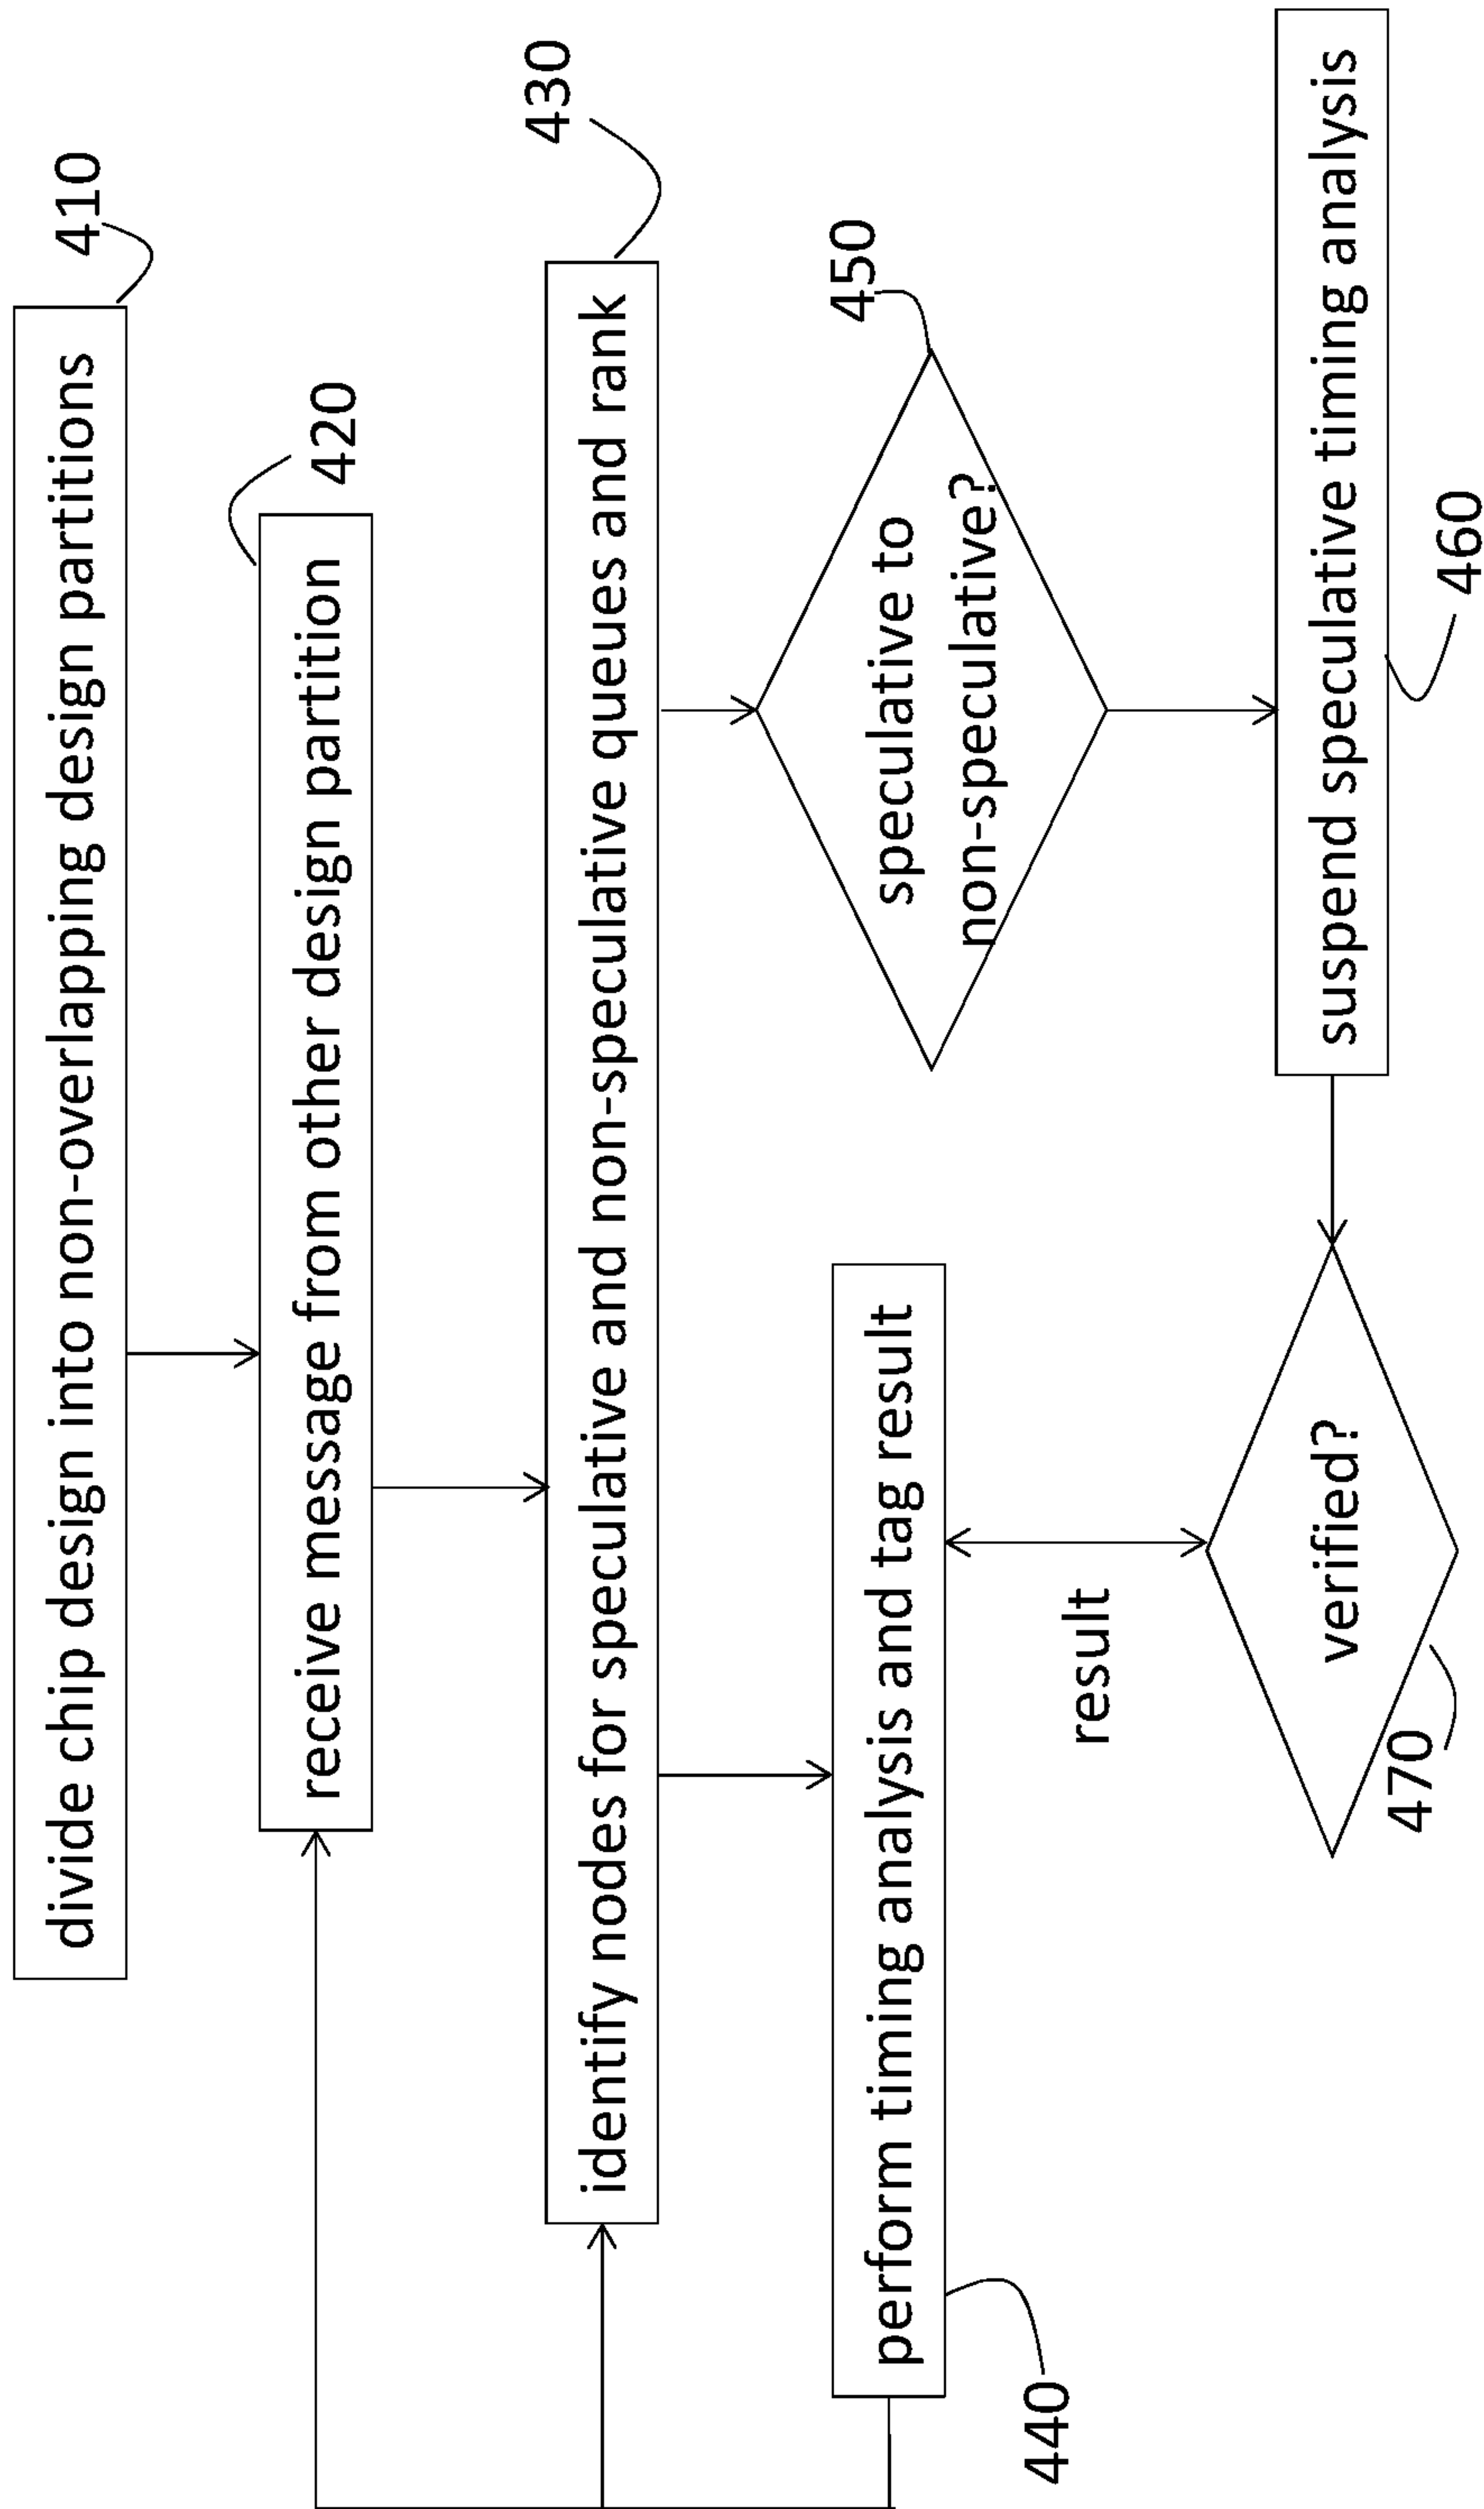 divide chip design into non-overlapping design partitions
410
receive message from other design partition
420
identify nodes for speculative and non-speculative queues and rank
430
perform timing analysis and tag result
440
speculative to
non-speculative?
450
result
verified?
470
suspend speculative timing analysis
460